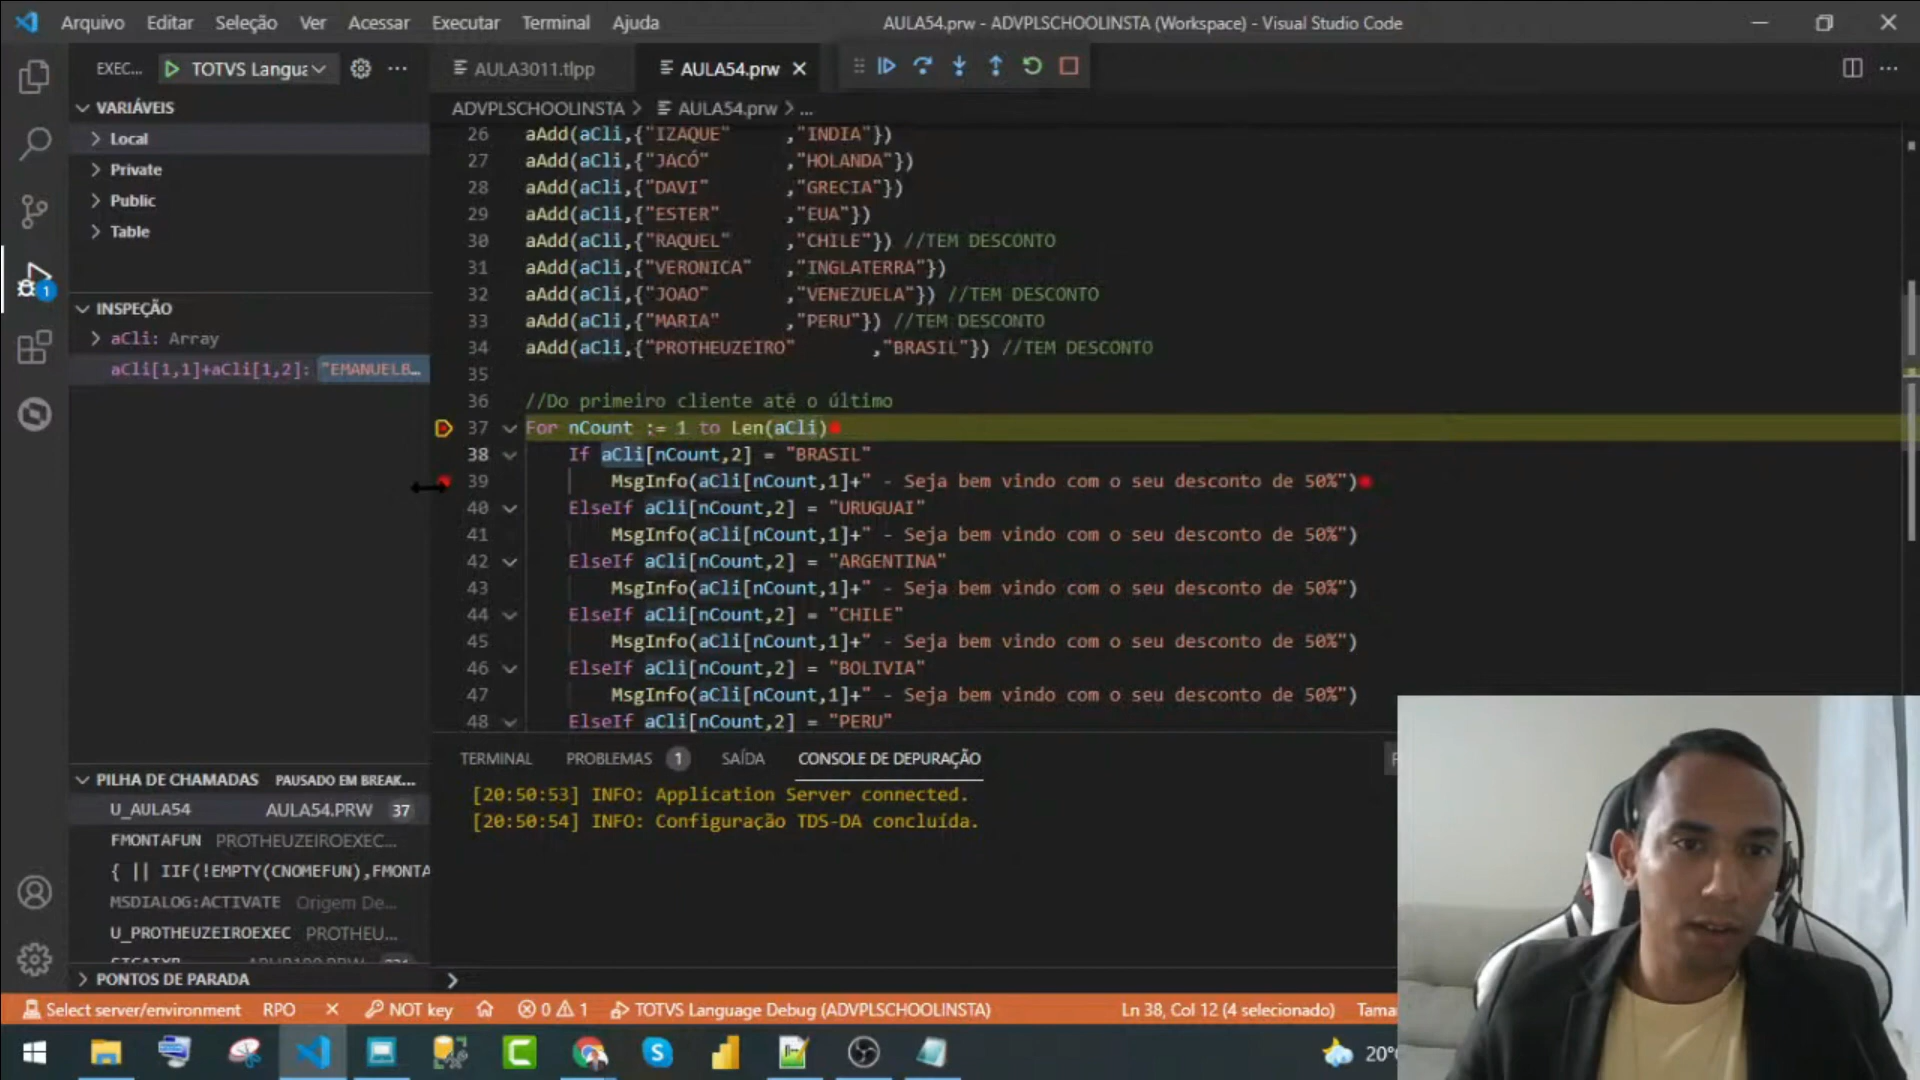 Arquivo Editar Seleção Ver Acessar Executar Terminal Ajuda AULA54.prw - ADVPLSCHOOLINSTA (Workspace) - Visual Studio Code
EXEC... TOTVS Langua AULA3011.tlpp AULA54.prw
VARIÁVEIS
Local
Private
Public
Table
INSPEÇÃO
aCli: Array
aCli[1,1]+aCli[1,2]: "EMANUELB...
PILHA DE CHAMADAS PAUSADO EM BREAK...
U_AULA54 AULA54.PRW 37
FMONTAFUN PROTHEUZEIROEXEC...
{ || IIF(!EMPTY(CNOMEFUN),FMONTA
MSDIALOG:ACTIVATE Origem De...
U_PROTHEUZEIROEXEC PROTHEU...
PONTOS DE PARADA
ADVPLSCHOOLINSTA > AULA54.prw > ...
26 aAdd(aCli,{"IZAQUE" ,"INDIA"})
27 aAdd(aCli,{"JACÓ" ,"HOLANDA"})
28 aAdd(aCli,{"DAVI" ,"GRECIA"})
29 aAdd(aCli,{"ESTER" ,"EUA"})
30 aAdd(aCli,{"RAQUEL" ,"CHILE"}) //TEM DESCONTO
31 aAdd(aCli,{"VERONICA" ,"INGLATERRA"})
32 aAdd(aCli,{"JOAO" ,"VENEZUELA"}) //TEM DESCONTO
33 aAdd(aCli,{"MARIA" ,"PERU"}) //TEM DESCONTO
34 aAdd(aCli,{"PROTHEUZEIRO" ,"BRASIL"}) //TEM DESCONTO
35
36 //Do primeiro cliente até o último
37 For nCount := 1 to Len(aCli)
38 If aCli[nCount,2] = "BRASIL"
39 MsgInfo(aCli[nCount,1]+" - Seja bem vindo com o seu desconto de 50%")
40 ElseIf aCli[nCount,2] = "URUGUAI"
41 MsgInfo(aCli[nCount,1]+" - Seja bem vindo com o seu desconto de 50%")
42 ElseIf aCli[nCount,2] = "ARGENTINA"
43 MsgInfo(aCli[nCount,1]+" - Seja bem vindo com o seu desconto de 50%")
44 ElseIf aCli[nCount,2] = "CHILE"
45 MsgInfo(aCli[nCount,1]+" - Seja bem vindo com o seu desconto de 50%")
46 ElseIf aCli[nCount,2] = "BOLIVIA"
47 MsgInfo(aCli[nCount,1]+" - Seja bem vindo com o seu desconto de 50%")
48 ElseIf aCli[nCount,2] = "PERU"
TERMINAL PROBLEMAS 1 SAÍDA CONSOLE DE DEPURAÇÃO
[20:50:53] INFO: Application Server connected.
[20:50:54] INFO: Configuração TDS-DA concluída.
Select server/environment RPO NOT key 0 1 TOTVS Language Debug (ADVPLSCHOOLINSTA) Ln 38, Col 12 (4 selecionado) Tama
20°